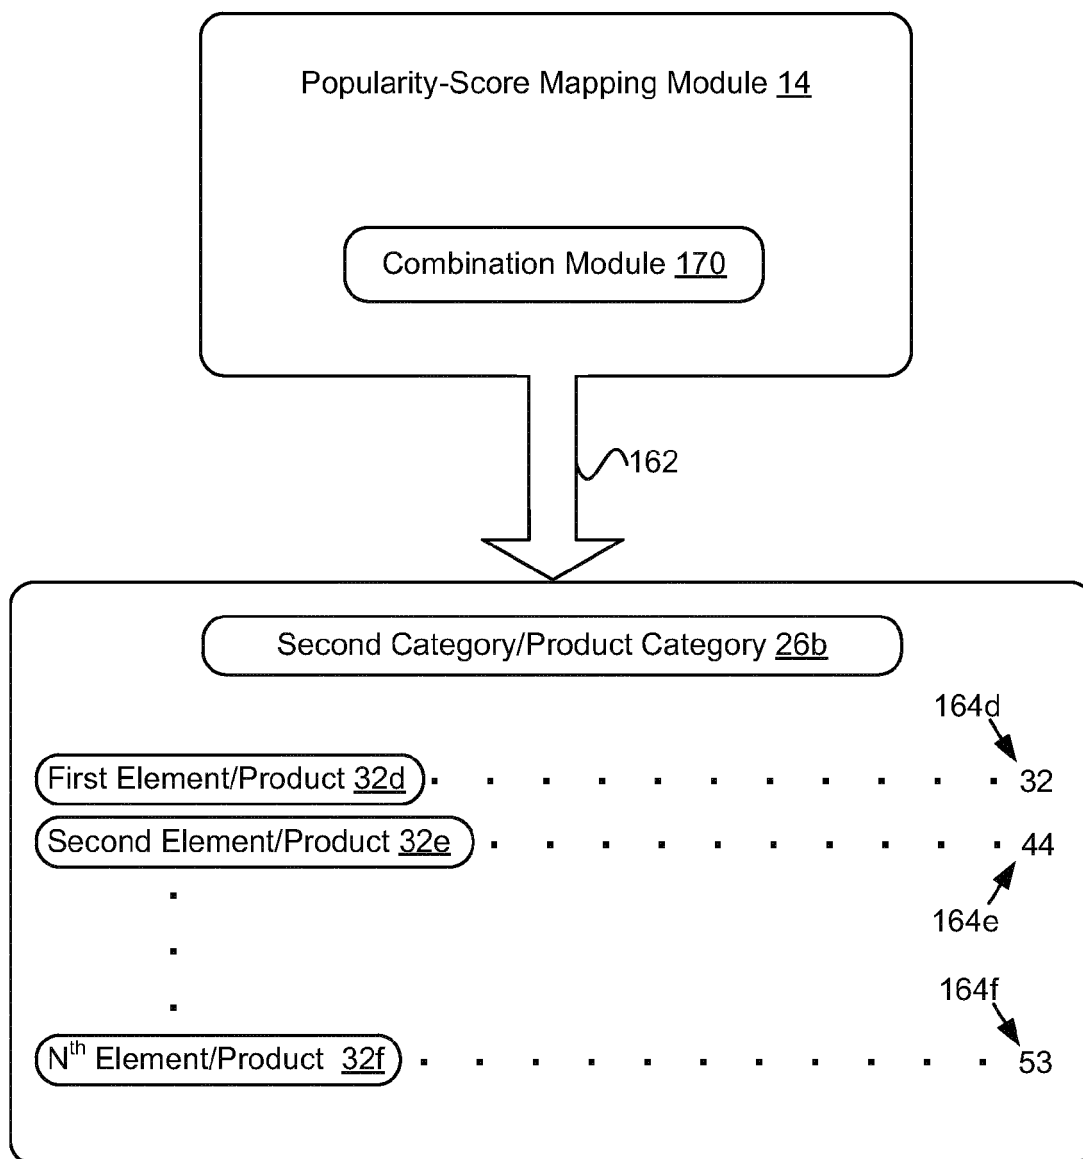 Popularity-Score Mapping Module 14
Combination Module 170
162
Second Category/Product Category 26b
164d
First Element/Product 32d . . . . . . . . . . . 32
Second Element/Product 32e . . . . . . . . . . 44
164e
.
.
.
164f
Nth Element/Product 32f . . . . . . . . . . . 53